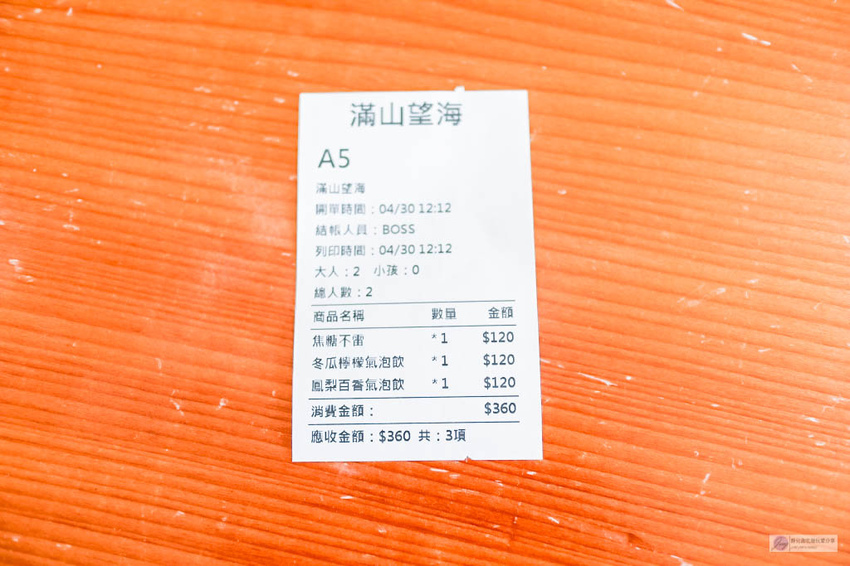 滿山望海
A5
滿山望海
開單時間：04/30 12:12
結帳人員：BOSS
列印時間：04/30 12:12
大人：2 小孩：0
總人數：2
商品名稱 數量 金額
焦糖不雷 *1 $120
冬瓜檸檬氣泡飲 *1 $120
鳳梨百香氣泡飲 *1 $120
消費金額： $360
應收金額：$360 共：3項